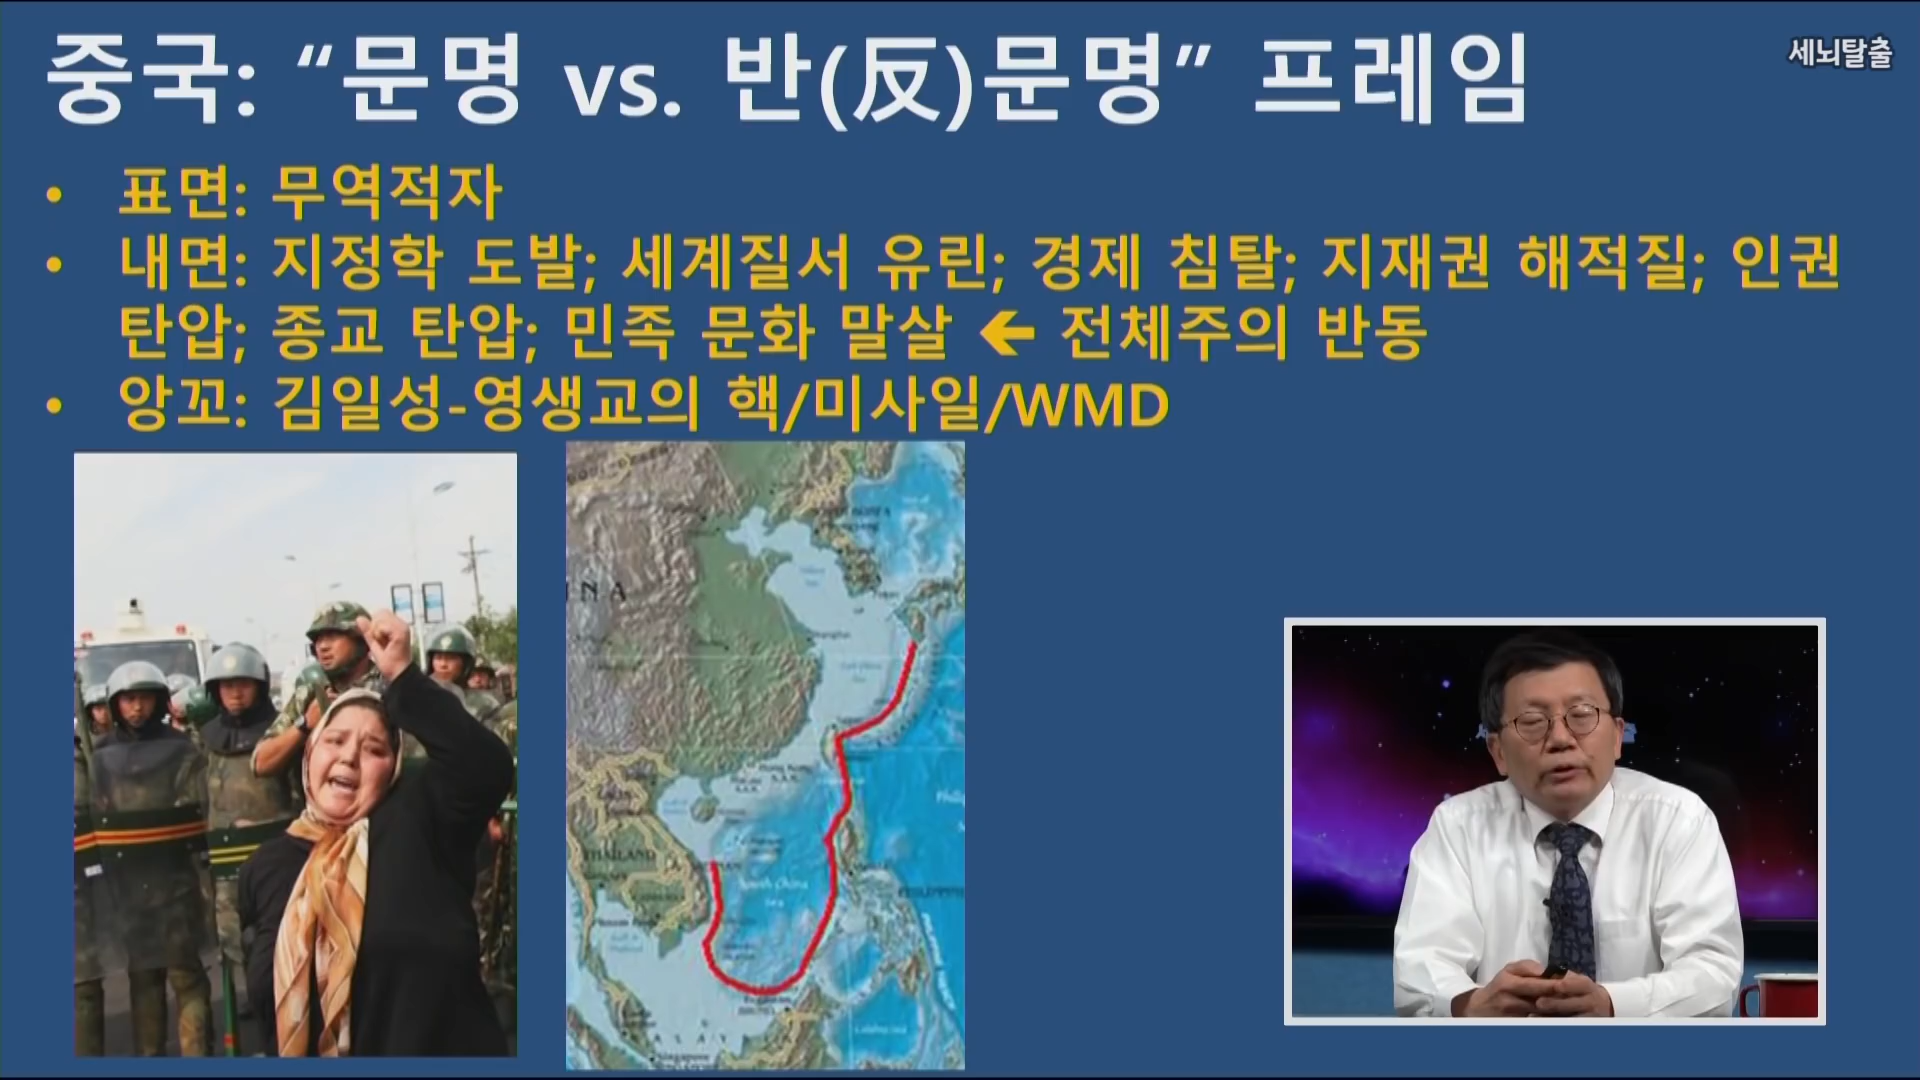 중국: “문명 vs. 반(反)문명” 프레임
세뇌탈출
• 표면: 무역적자
• 내면: 지정학 도발; 세계질서 유린; 경제 침탈; 지재권 해적질; 인권
탄압; 종교 탄압; 민족 문화 말살 ← 전체주의 반동
• 앙꼬: 김일성-영생교의 핵/미사일/WMD
THAILAND
South China
Sea